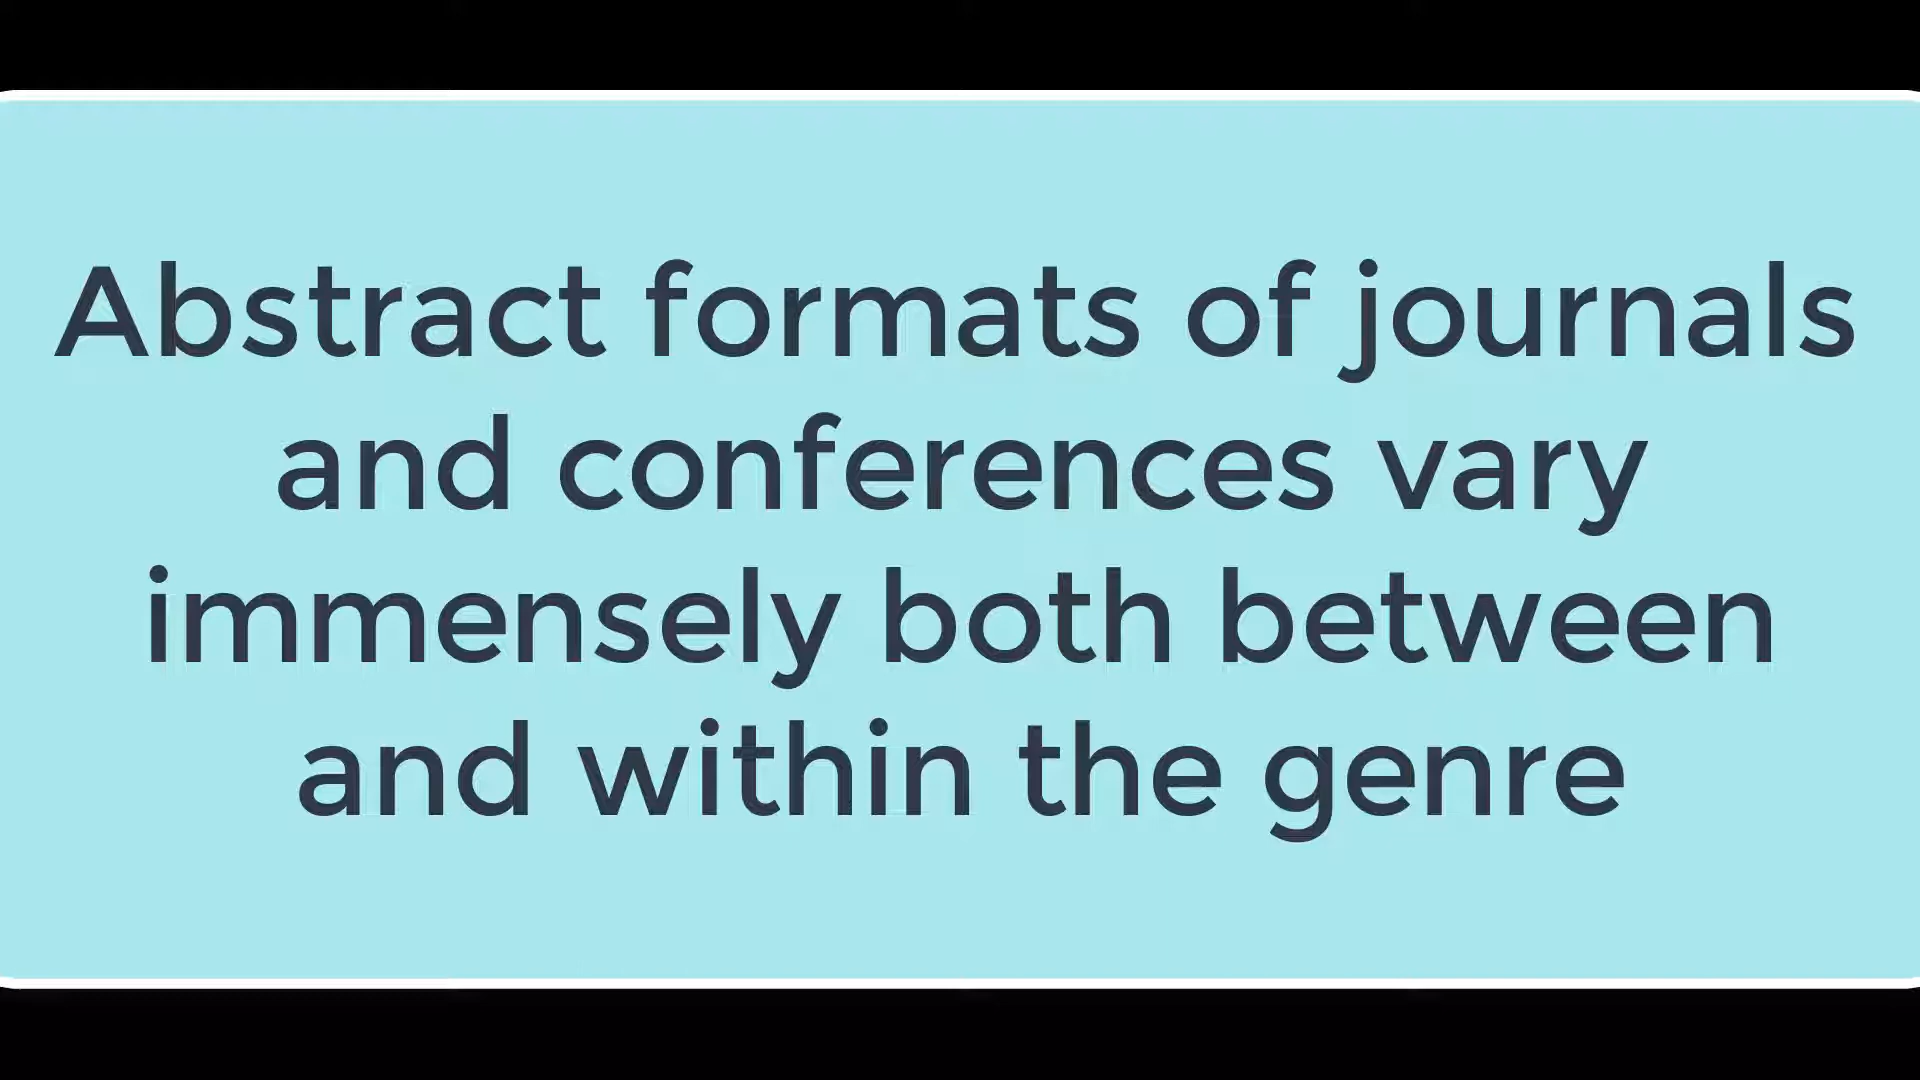 Abstract formats of journals
and conferences vary
immensely both between
and within the genre